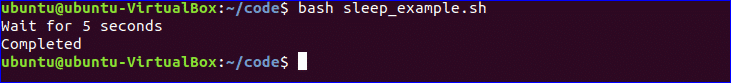 ubuntu@ubuntu-VirtualBox:~/code$ bash sleep_example.sh
Wait for 5 seconds
Completed
ubuntu@ubuntu-VirtualBox:~/code$